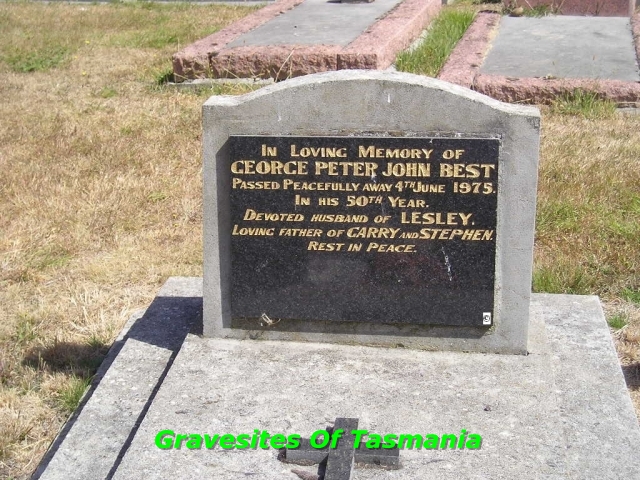 In Loving Memory of
GEORGE PETER JOHN BEST
Passed Peacefully away 4th June 1975.
In his 50th Year.
Devoted husband of LESLEY.
Loving father of GARRY and STEPHEN.
Rest in Peace.
Gravesites Of Tasmania